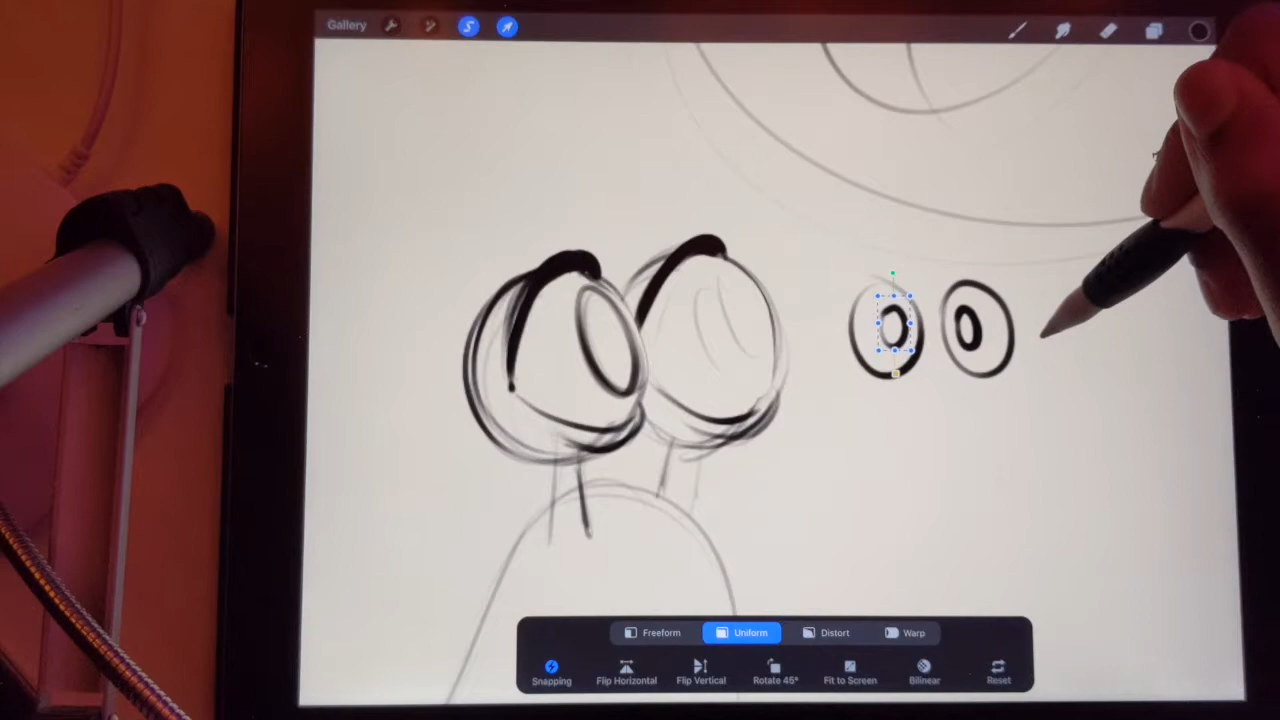 Gallery
Freeform Uniform Distort Warp
Snapping Flip Horizontal Flip Vertical Rotate 45° Fit to Screen Bilinear Reset